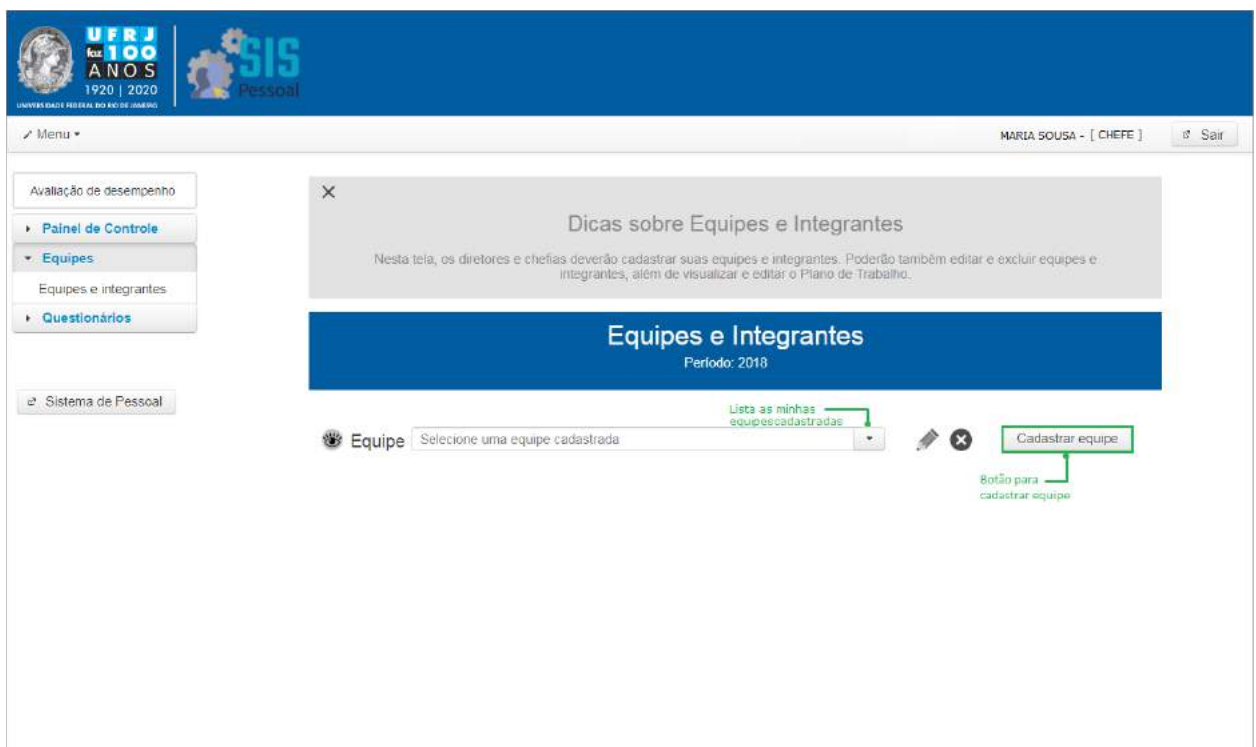 UFRJ
faz 100
ANOS
1920 | 2020
UNIVERSIDADE FEDERAL DO RIO DE JANEIRO
SIS
Pessoal
Menu
MARIA SOUSA - [ CHEFE ]
Sair
Avaliação de desempenho
Painel de Controle
Equipes
Equipes e integrantes
Questionários
Sistema de Pessoal
Dicas sobre Equipes e Integrantes
Nesta tela, os diretores e chefias deverão cadastrar suas equipes e integrantes. Poderão também editar e excluir equipes e
integrantes, além de visualizar e editar o Plano de Trabalho.
Equipes e Integrantes
Período: 2018
Lista as minhas
equipescadastradas
Equipe
Selecione uma equipe cadastrada
Cadastrar equipe
Botão para
cadastrar equipe